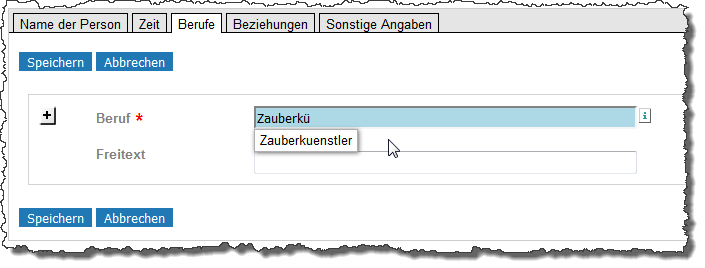 Name der Person Zeit Berufe Beziehungen Sonstige Angaben
Speichern Abbrechen
+ Beruf * Zauberkü i
Zauberkuenstler
Freitext
Speichern Abbrechen